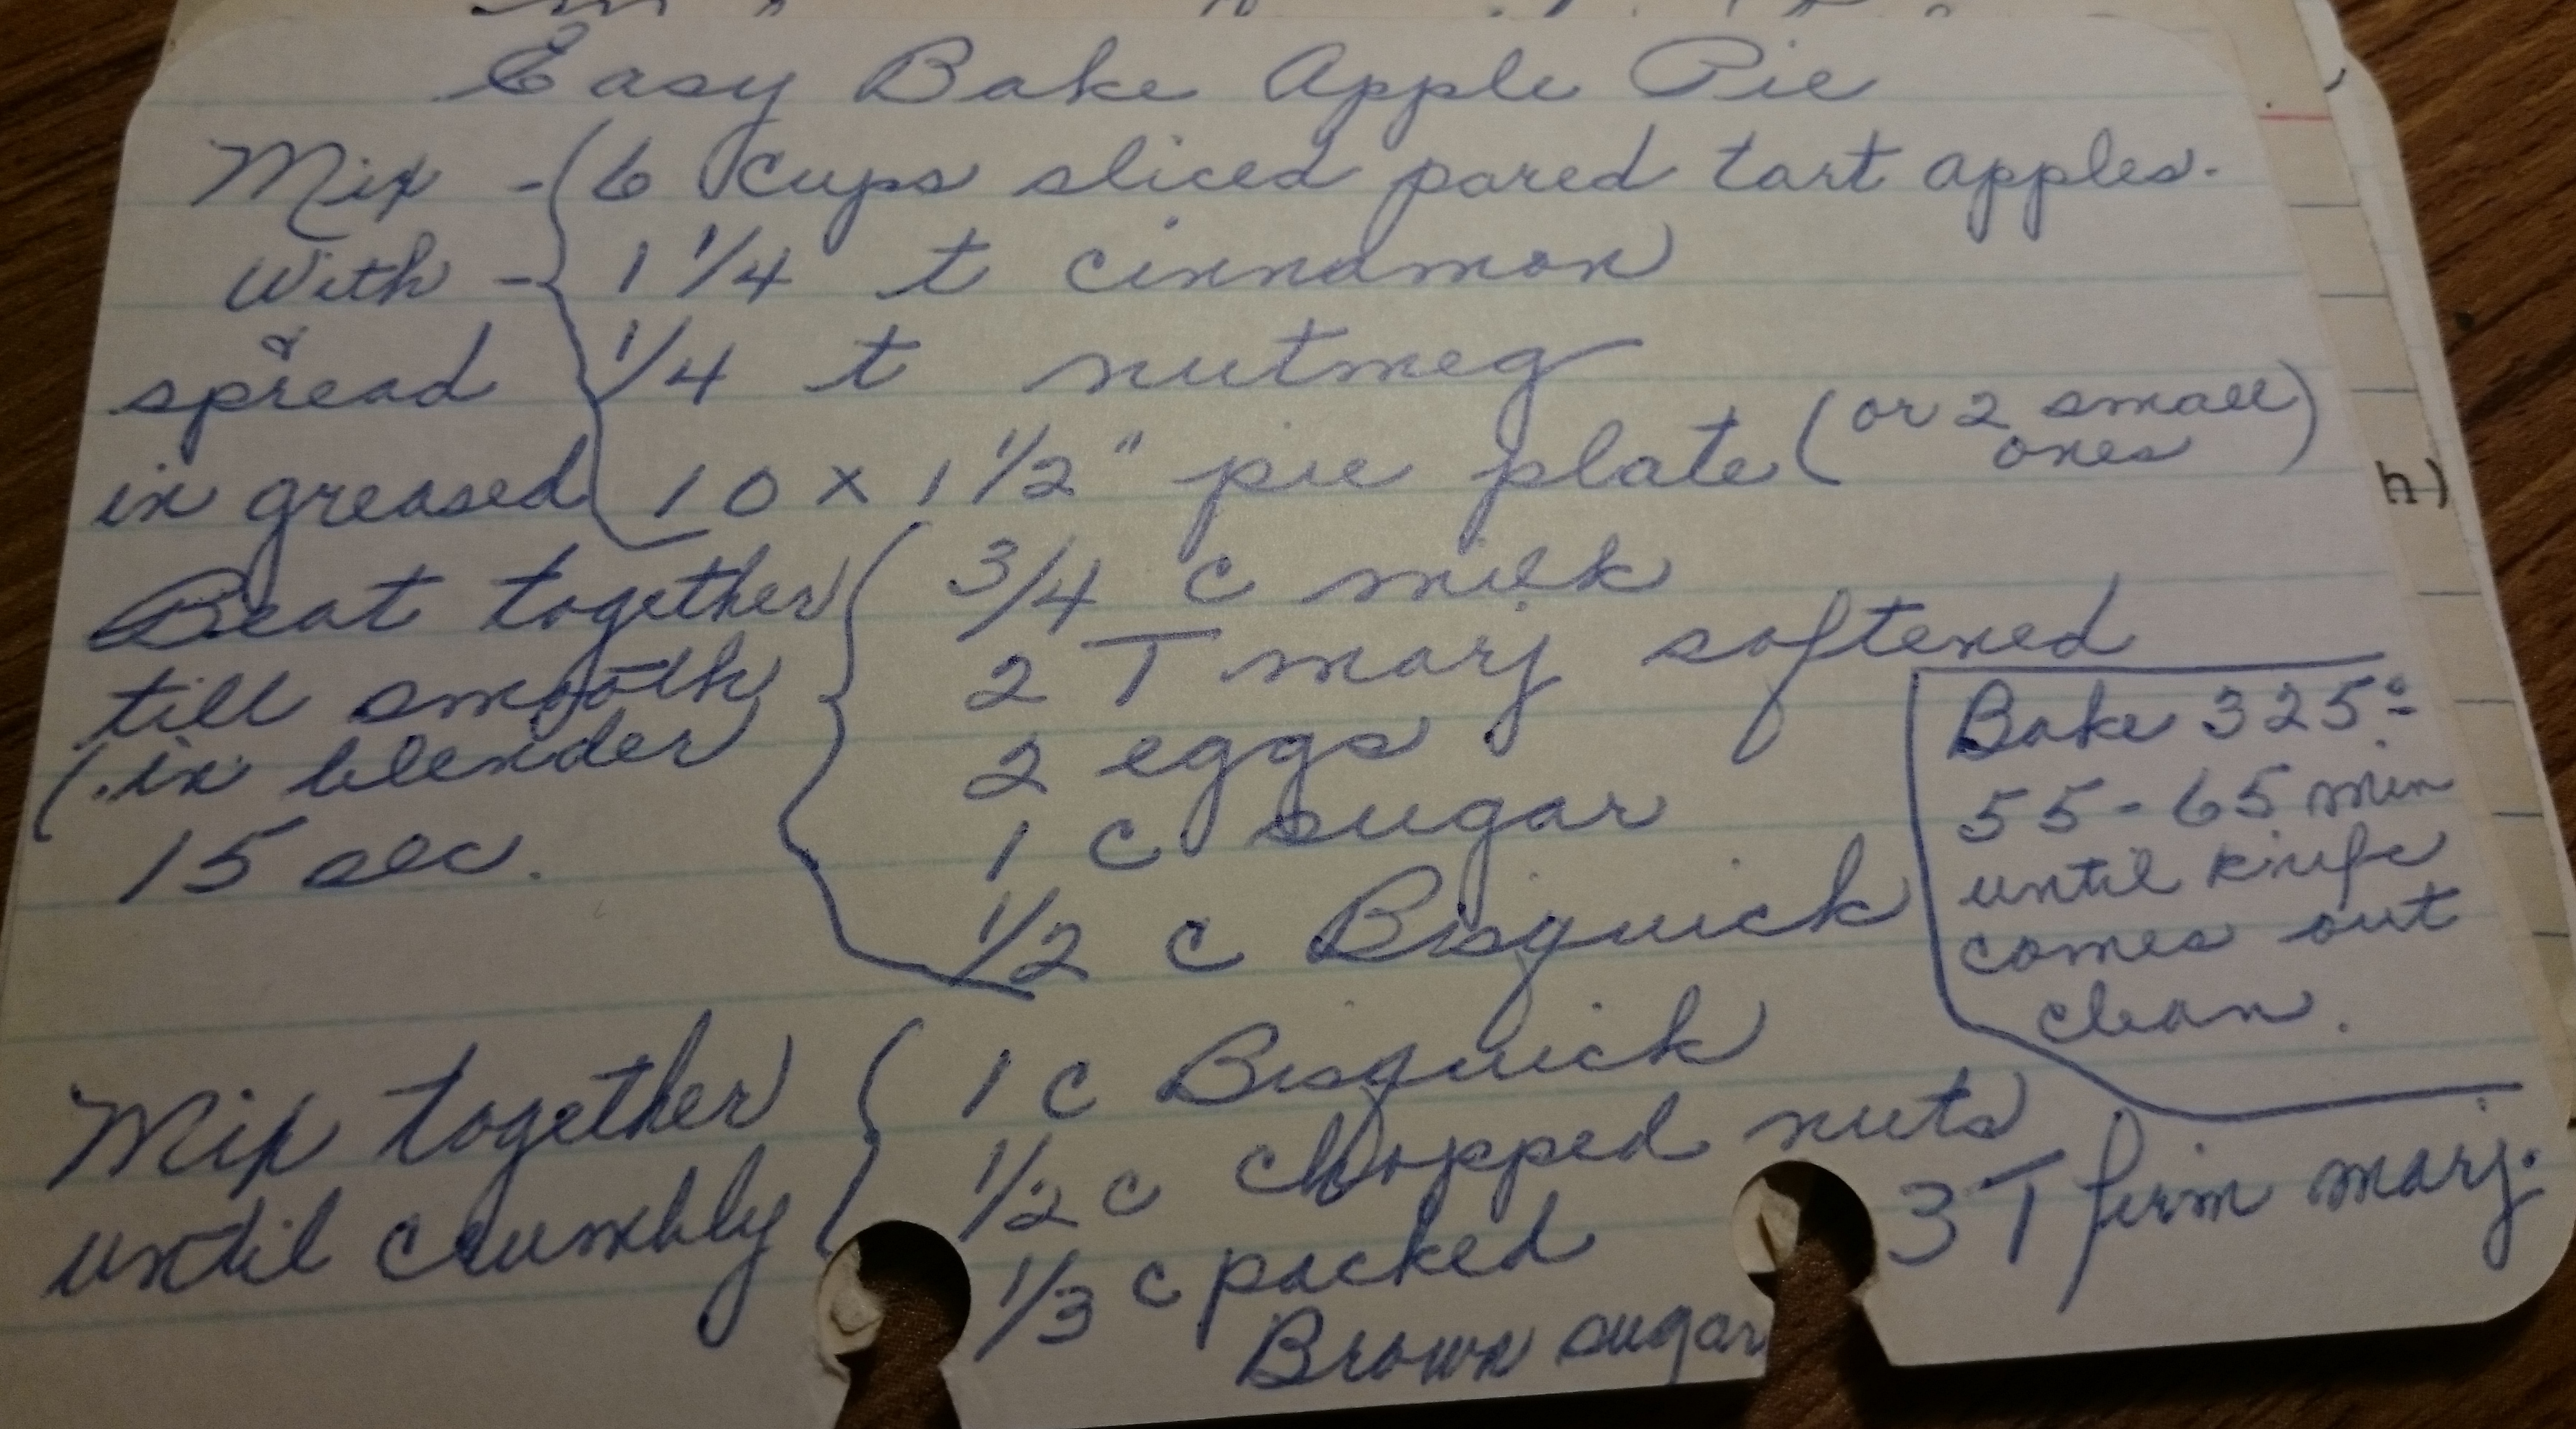 Easy Bake Apple Pie
Mix - 6 cups sliced pared tart apples.
With - 1 1/4 t cinnamon
&
spread 1/4 t nutmeg
in greased 10 x 1 1/2" pie plate (or 2 small ones)
Beat together 3/4 c milk
till smooth 2 T marj softened
(in blender 2 eggs
15 sec. 1 c sugar
1/2 c Bisquick
Bake 325°
55-65 min
until knife
comes out
clean.
Mix together 1 c Bisquick
until crumbly 1/2 c chopped nuts
1/3 c packed
Brown sugar
3 T firm marj.
h)